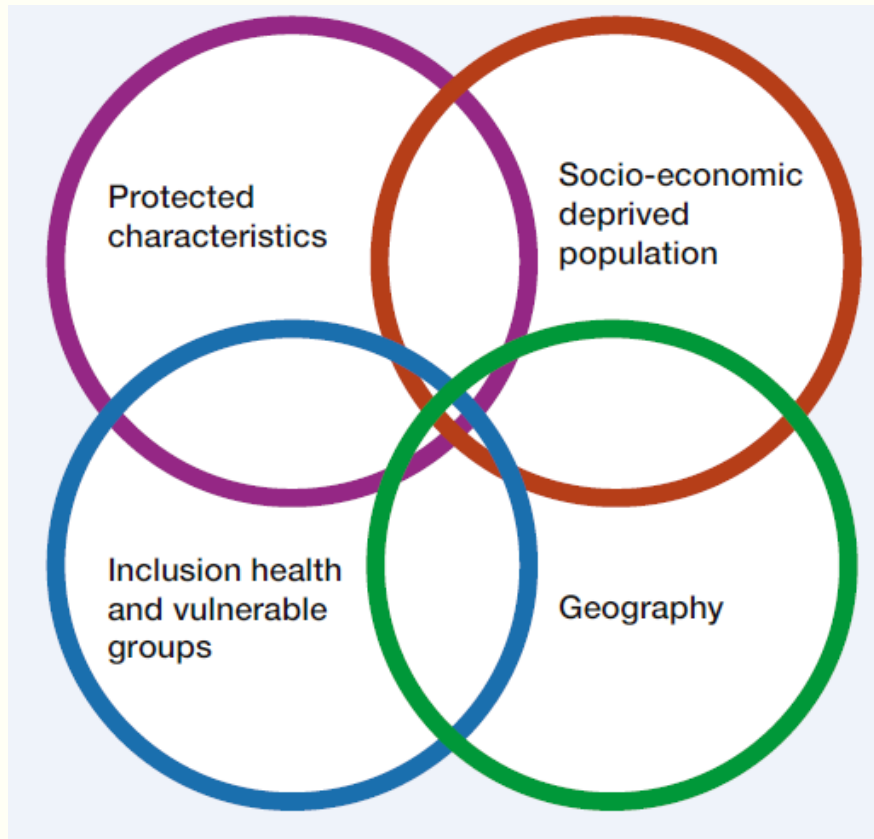 Protected
characteristics
Socio-economic
deprived
population
Inclusion health
and vulnerable
groups
Geography